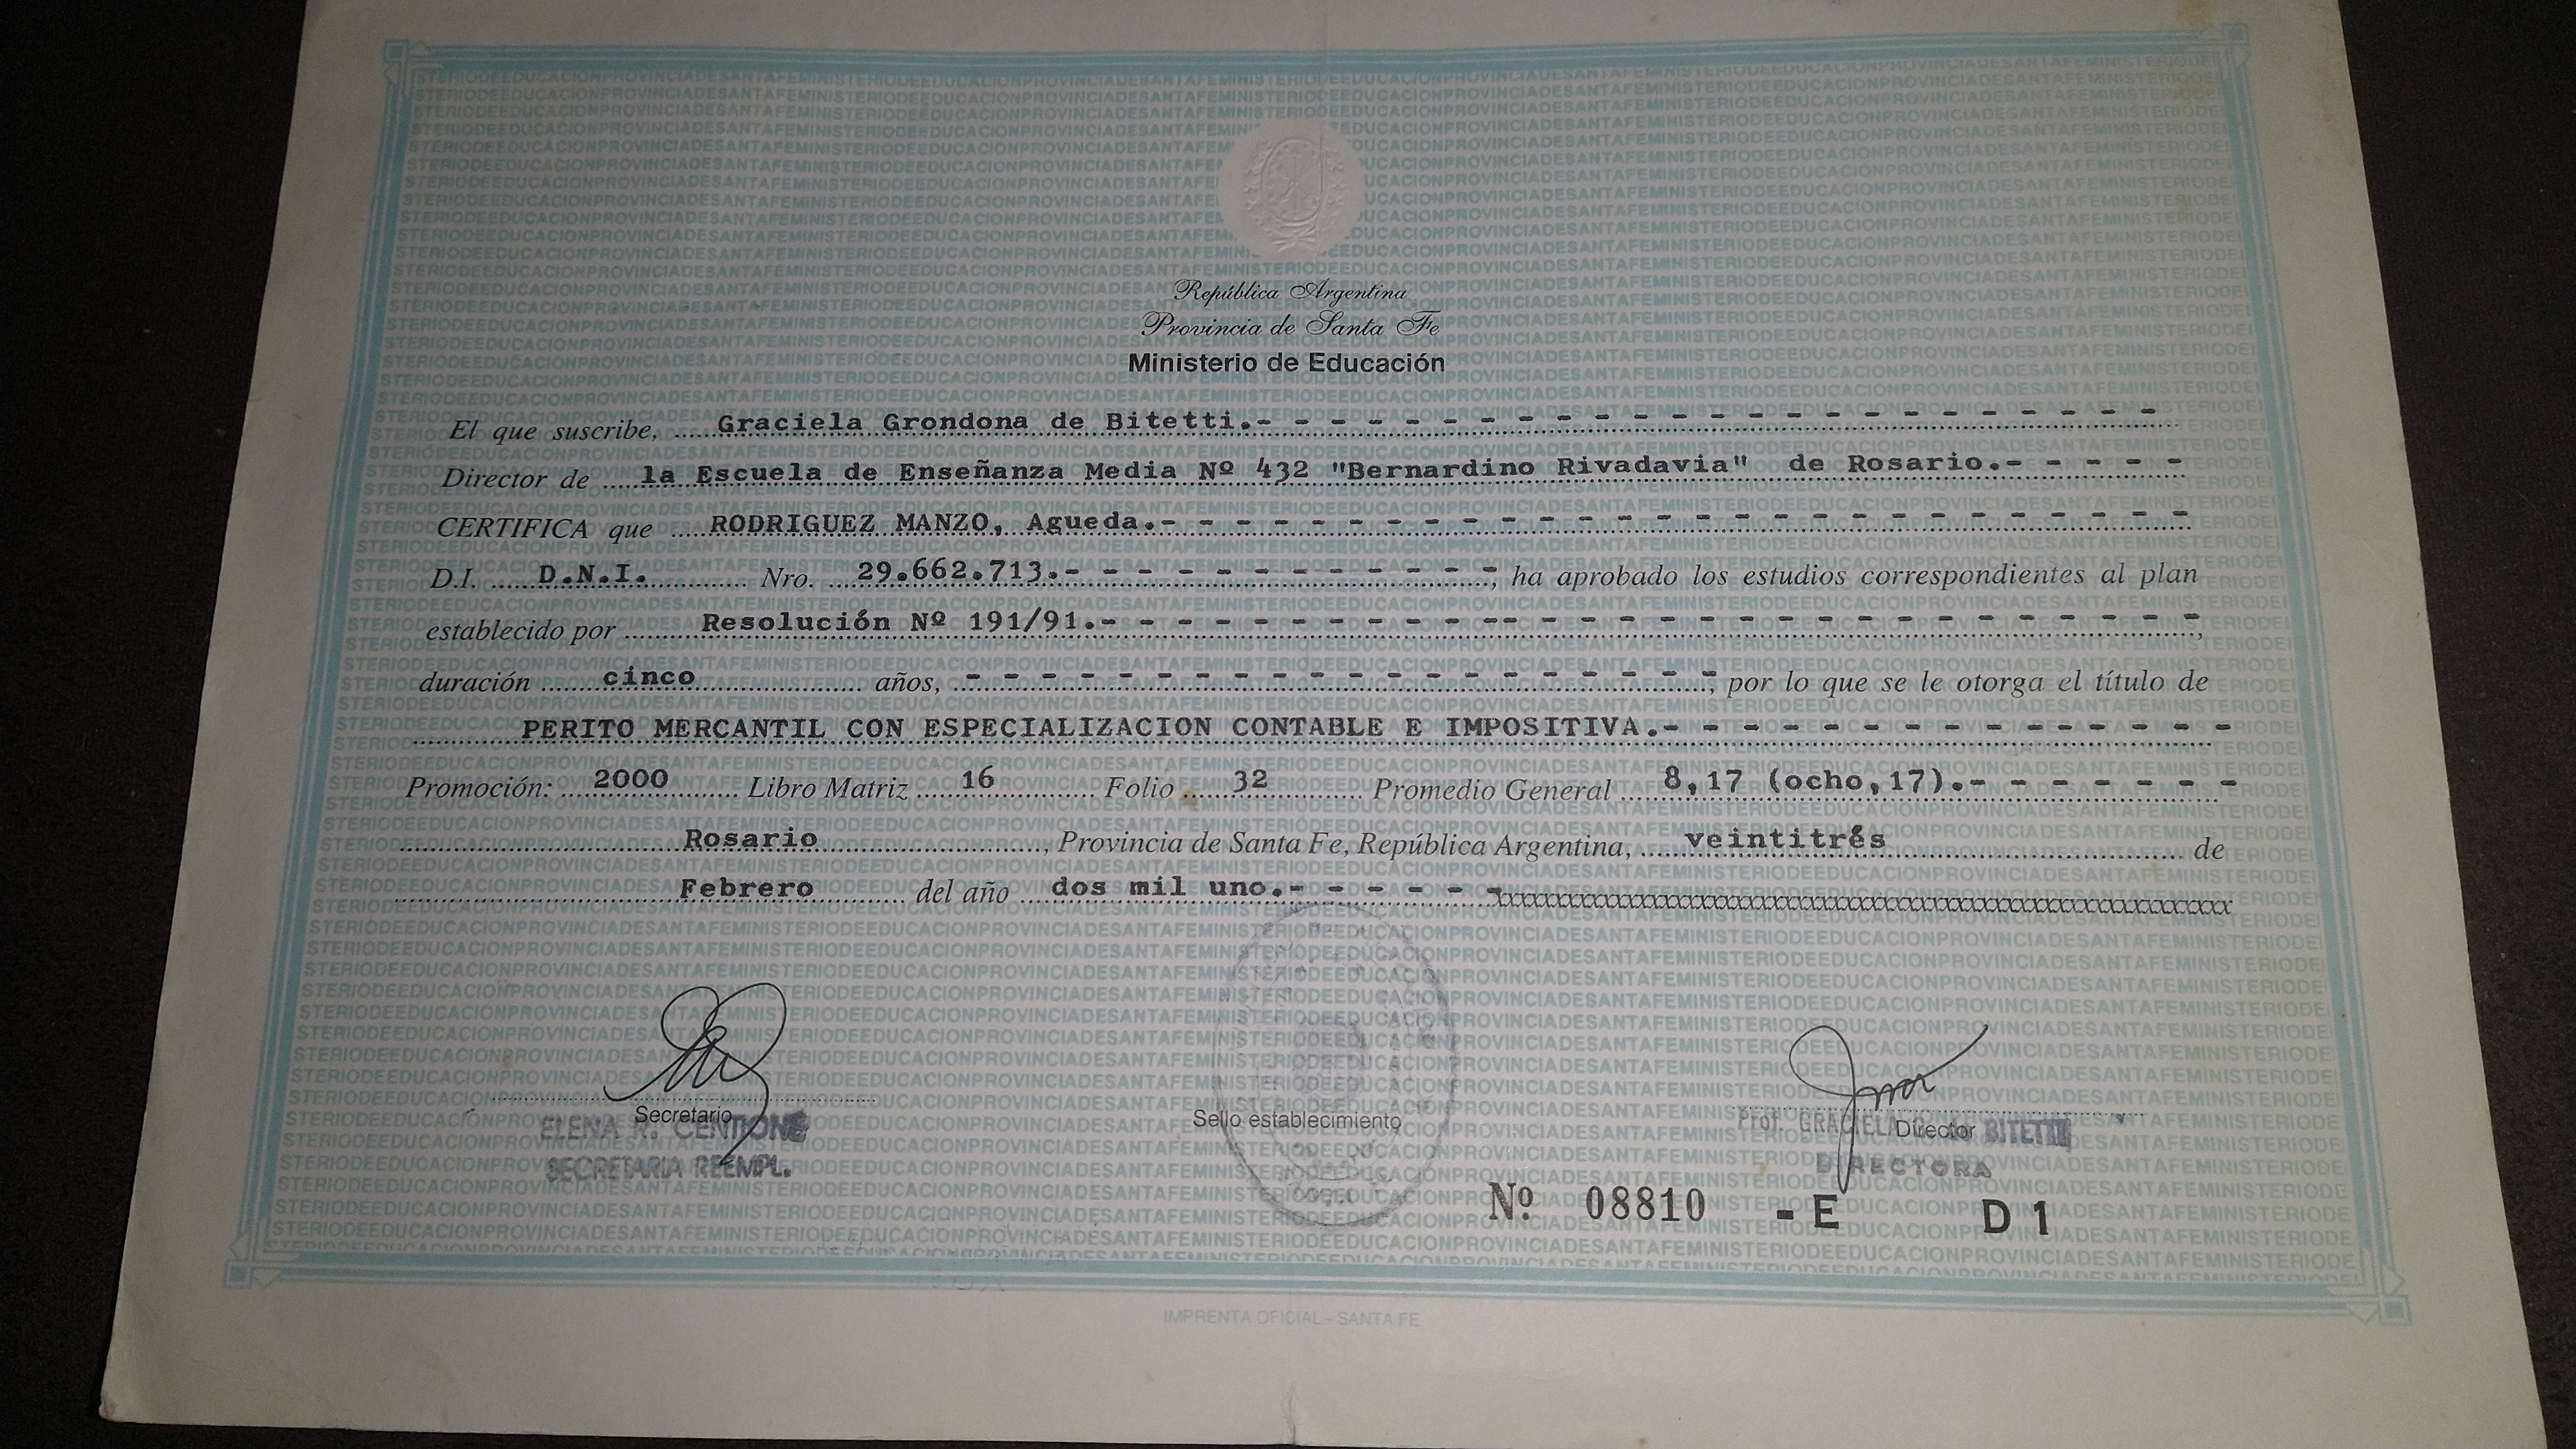 República Argentina
Provincia de Santa Fe
Ministerio de Educación
El que suscribe, Graciela Grondona de Bitetti.- - - - - - - - - - - - - - - - - - - - - - - -
Director de la Escuela de Enseñanza Media Nº 432 "Bernardino Rivadavia" de Rosario.- - - - -
CERTIFICA que RODRIGUEZ MANZO, Agueda.- - - - - - - - - - - - - - - - - - - - - - - - - - -
D.I. D.N.I. Nro. 29.662.713.- - - - - - - - - - - -, ha aprobado los estudios correspondientes al plan
establecido por Resolución Nº 191/91.- - - - - - - - - - -- - - - - - - - - - - - - - - - - -,
duración cinco años, - - - - - - - - - - - - - - - - - - - -, por lo que se le otorga el título de
PERITO MERCANTIL CON ESPECIALIZACION CONTABLE E IMPOSITIVA.- - - - - - - - - - - - - - -
Promoción: 2000 Libro Matriz 16 Folio 32 Promedio General 8,17 (ocho,17).- - - - - - -
Rosario, Provincia de Santa Fe, República Argentina, veintitrés de
Febrero del año dos mil uno.- - - - - -xxxxxxxxxxxxxxxxxxxxxxxxxxxxxxxxxxxxxxxxxxxxxxxxxxxxxxxxxxxx
Secretario
ELENA R. CENTIONE
SECRETARIA REEMPL.
Sello establecimiento
Prof. GRACIELA BITETTI
Director
DIRECTORA
Nº 08810 - E D 1
IMPRENTA OFICIAL - SANTA FE